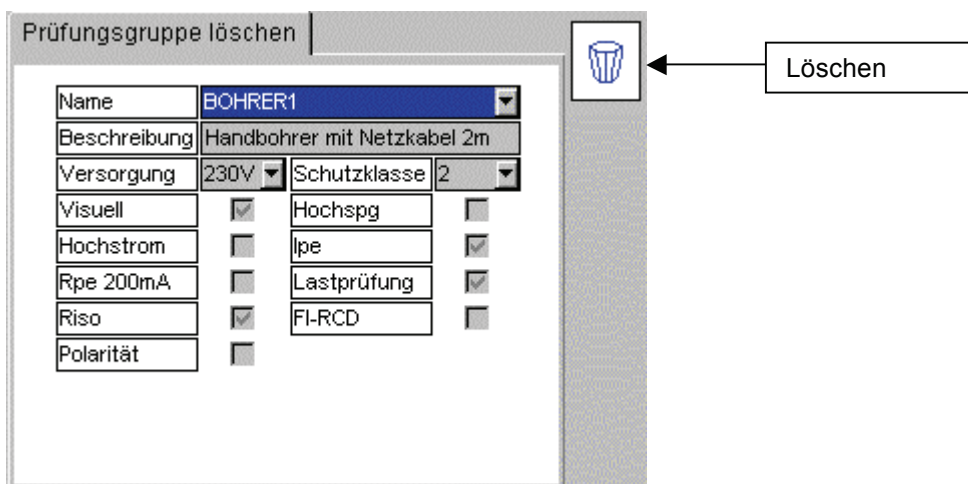 Prüfungsgruppe löschen
Löschen
Name BOHRER1
Beschreibung Handbohrer mit Netzkabel 2m
Versorgung 230V Schutzklasse 2
Visuell Hochspg
Hochstrom Ipe
Rpe 200mA Lastprüfung
Riso FI-RCD
Polarität